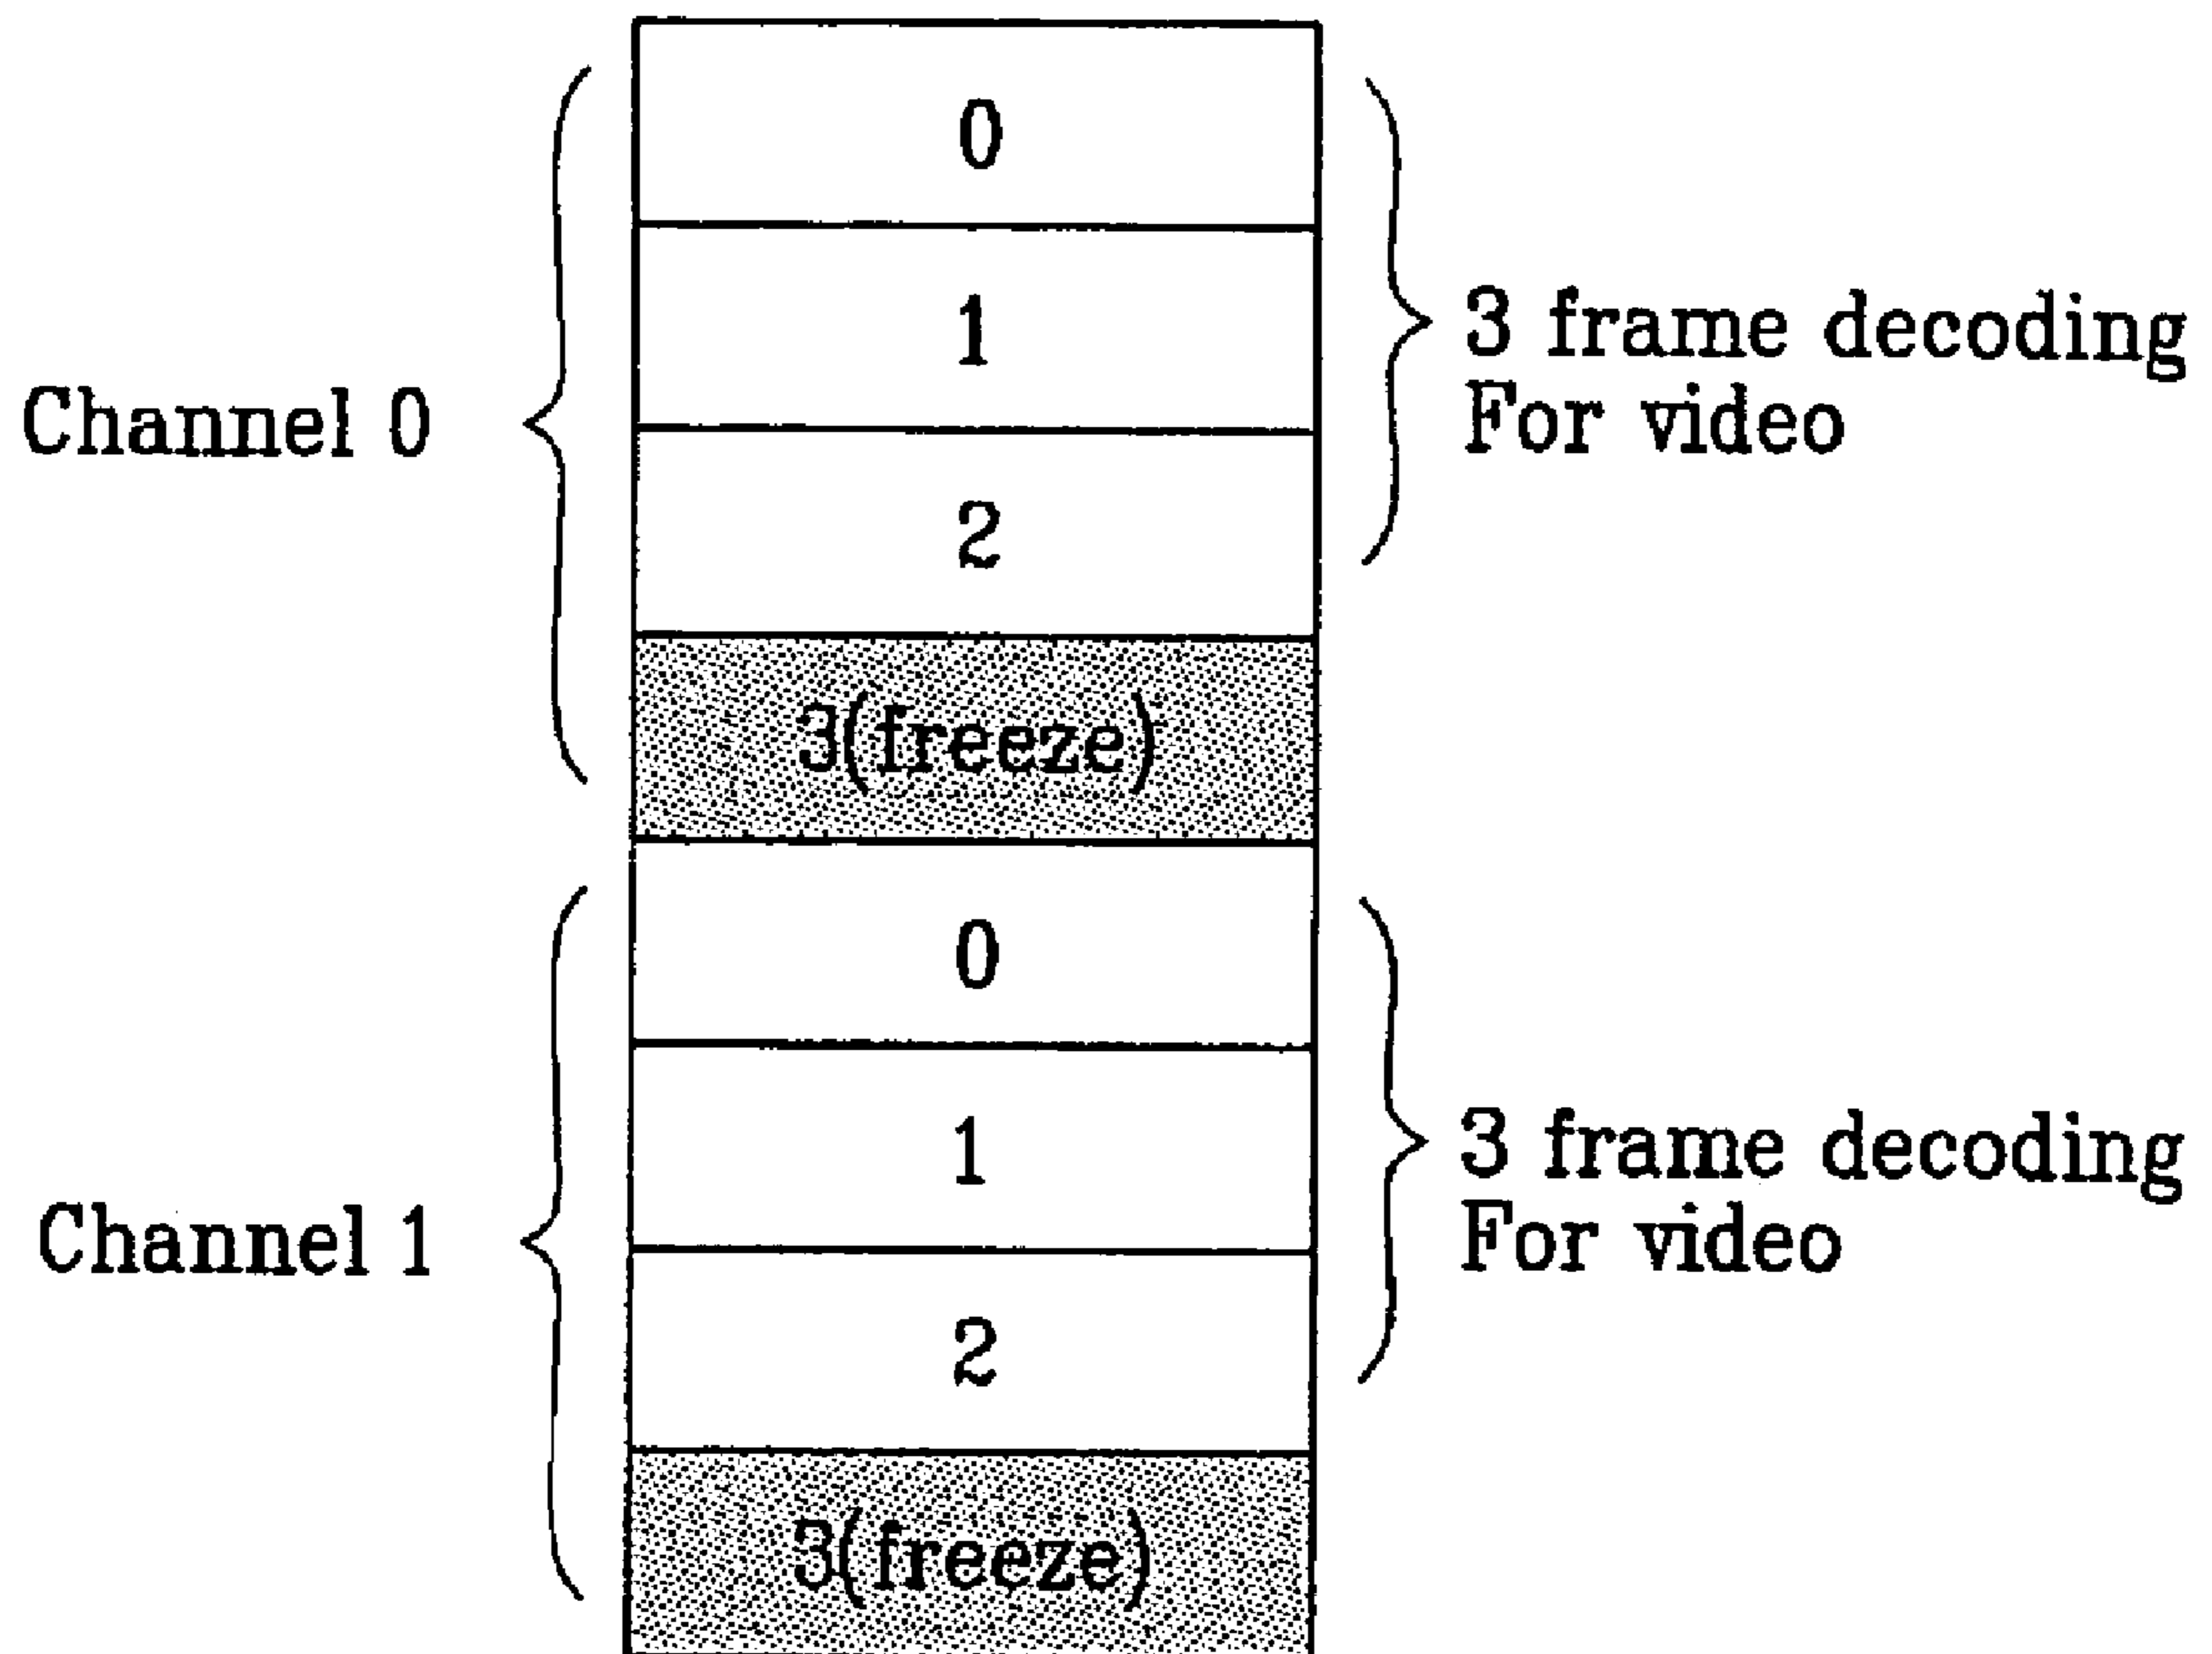 0
1
3 frame decoding
For video
Channel 0
2
3(freeze)
0
1
3 frame decoding
For video
Channel 1
2
3(freeze)